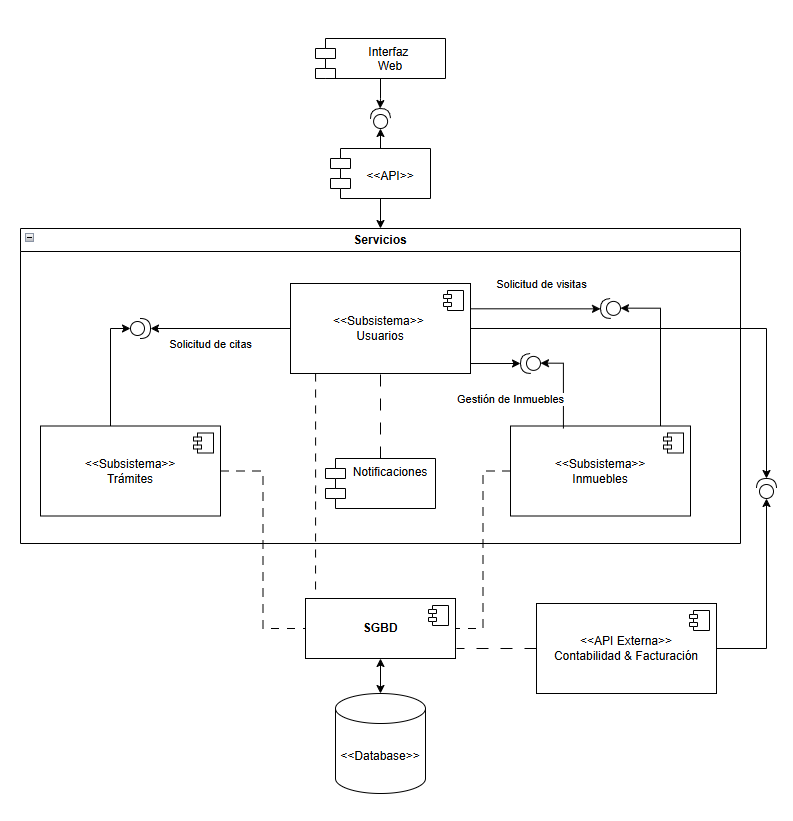 Interfaz
Web
<<API>>
Servicios
Solicitud de visitas
<<Subsistema>>
Usuarios
Solicitud de citas
Gestión de Inmuebles
<<Subsistema>>
Trámites
Notificaciones
<<Subsistema>>
Inmuebles
SGBD
<<API Externa>>
Contabilidad & Facturación
<<Database>>